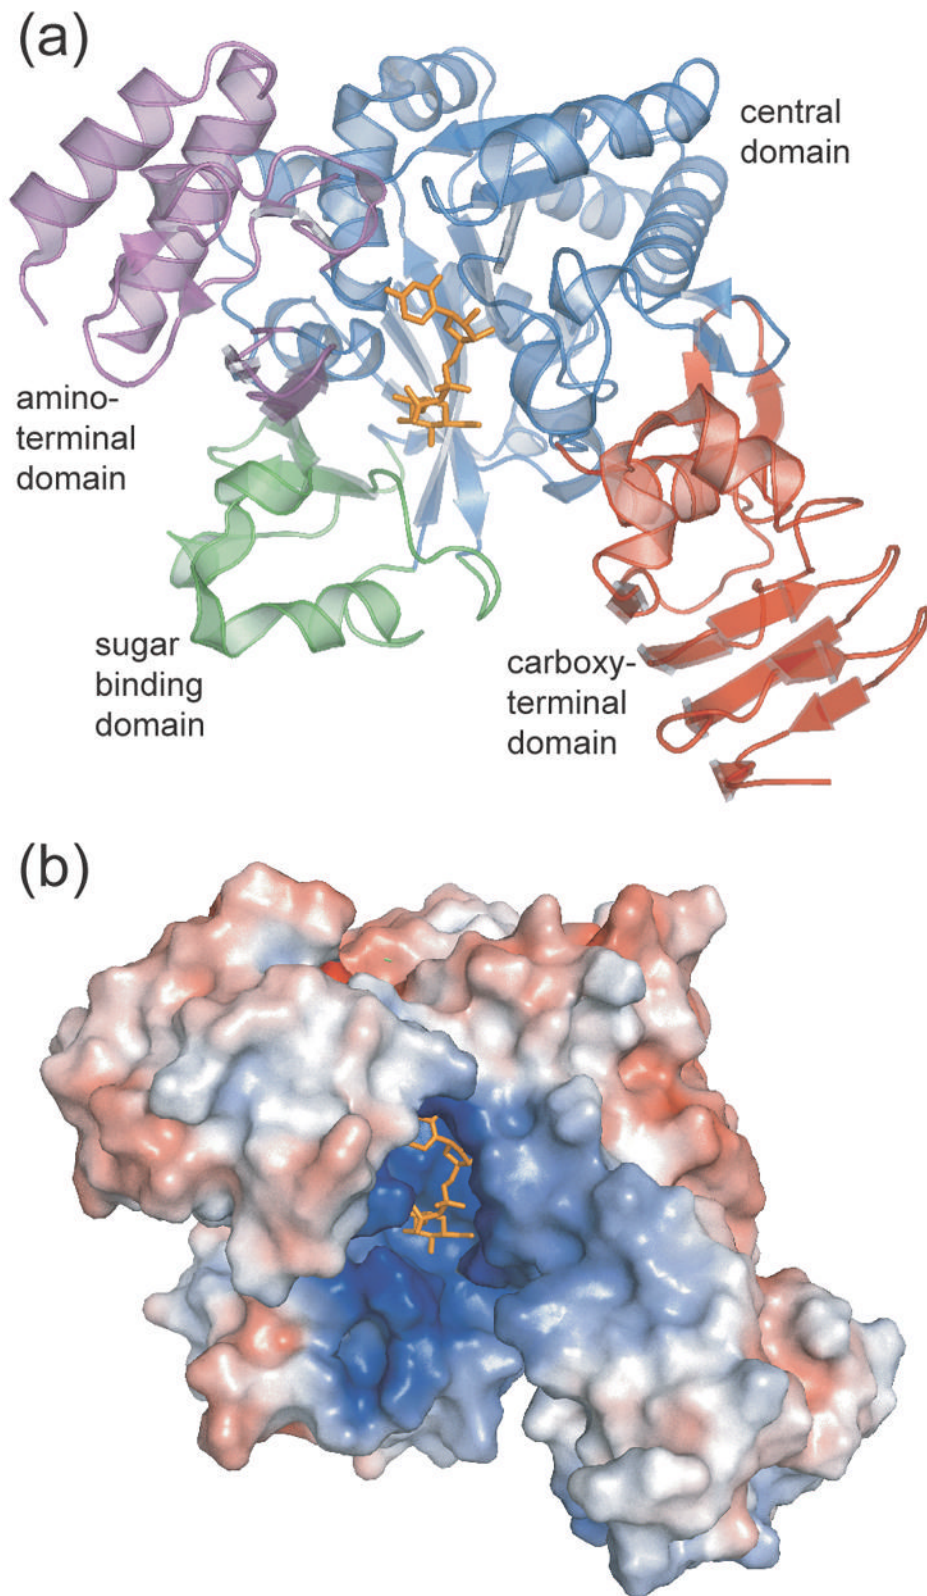 (a)
central
domain
amino-
terminal
domain
sugar
binding
domain
carboxy-
terminal
domain
(b)